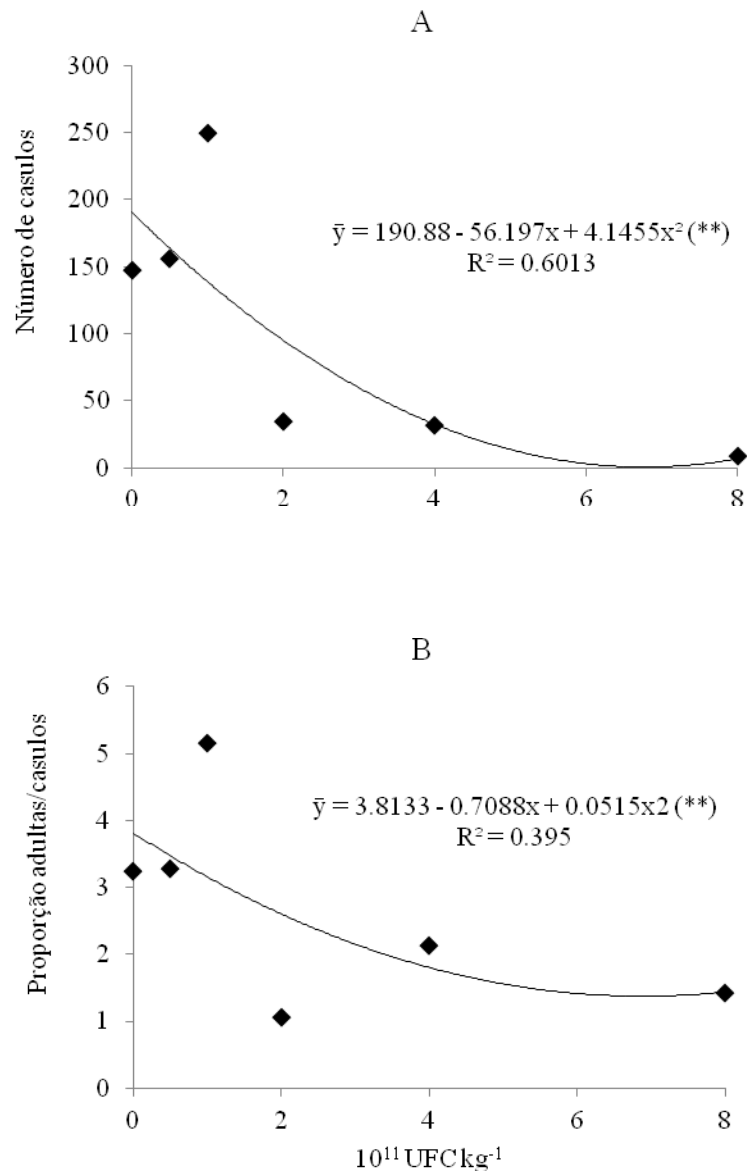 A
300
250
200
150
100
50
0
Número de casulos
ȳ = 190.88 - 56.197x + 4.1455x² (**)
R² = 0.6013
0 2 4 6 8
B
6
5
4
3
2
1
0
Proporção adultas/casulos
ȳ = 3.8133 - 0.7088x + 0.0515x2 (**)
R² = 0.395
0 2 4 6 8
10¹¹ UFC kg⁻¹